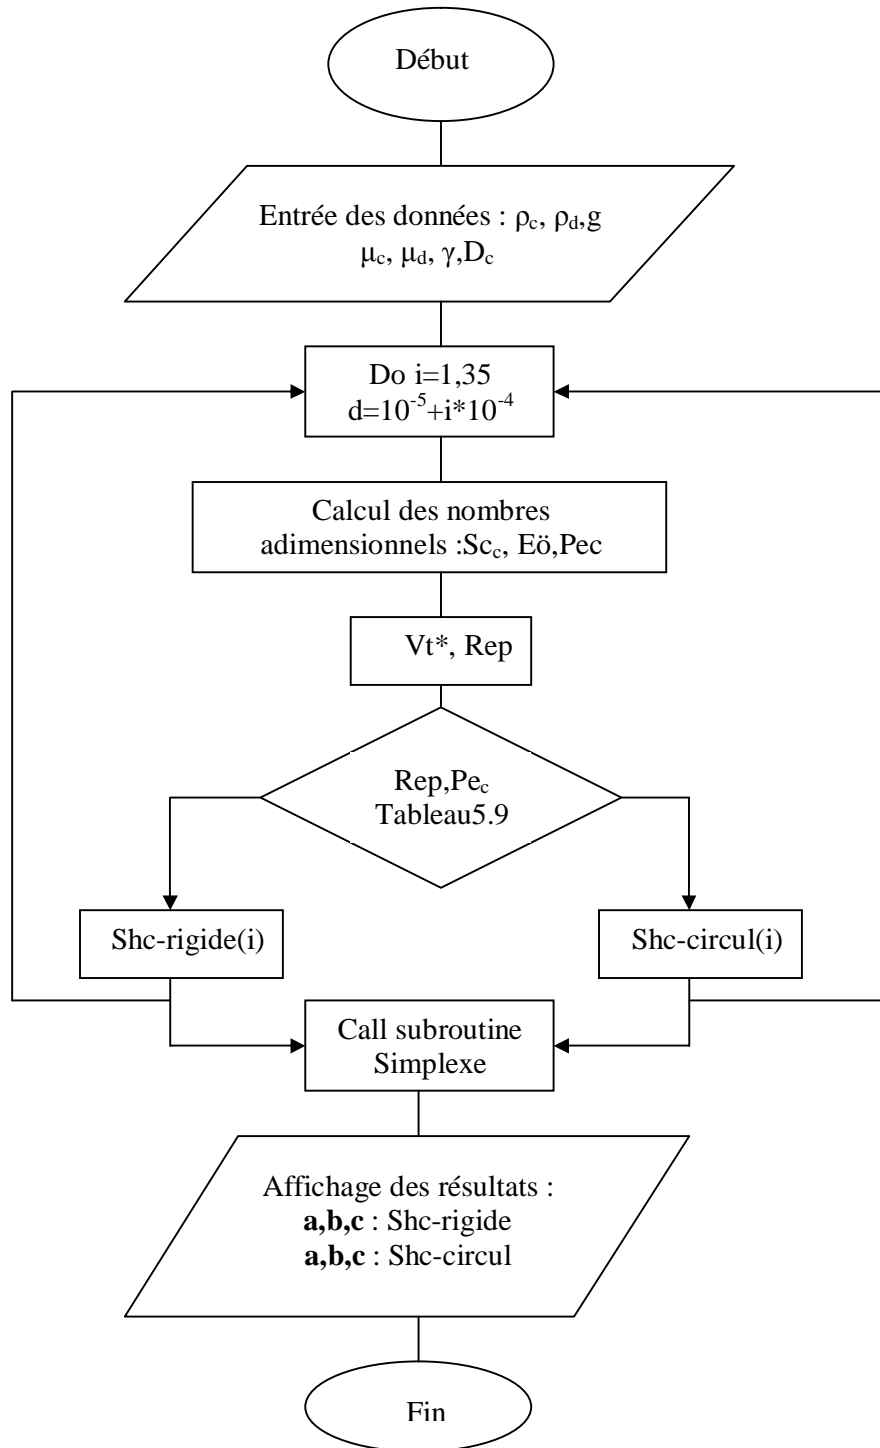 Début
Entrée des données : ρc, ρd,g
μc, μd, γ,Dc
Do i=1,35
d=10⁻⁵+i*10⁻⁴
Calcul des nombres
adimensionnels :Scc, Eö,Pec
Vt*, Rep
Rep,Pec
Tableau5.9
Shc-rigide(i)
Shc-circul(i)
Call subroutine
Simplexe
Affichage des résultats :
a,b,c : Shc-rigide
a,b,c : Shc-circul
Fin